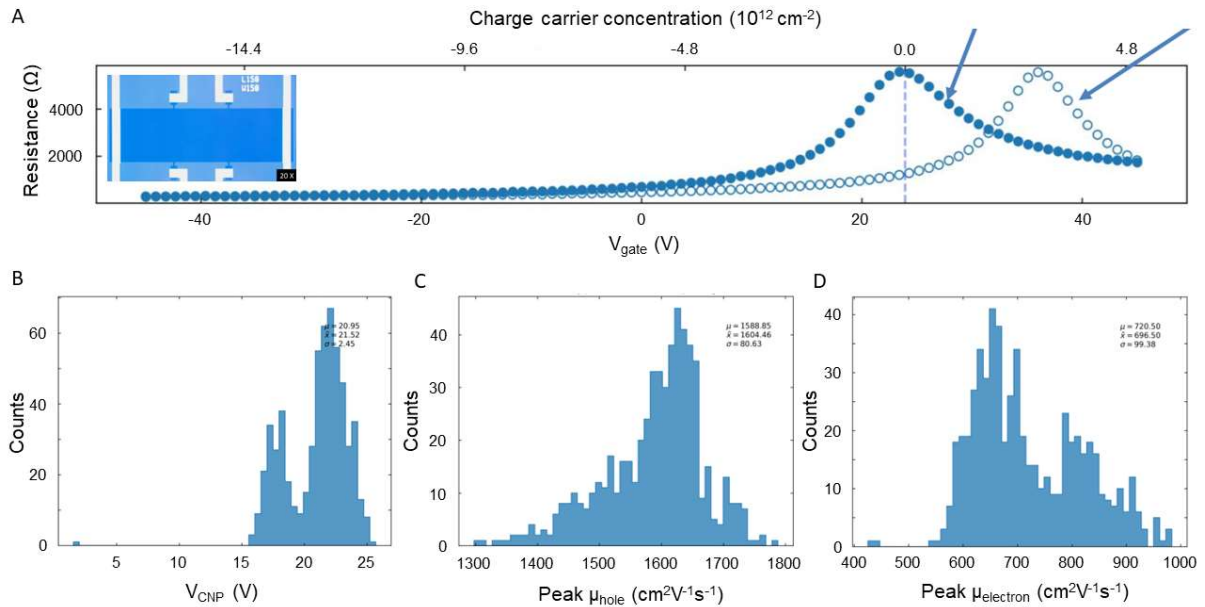 A
Charge carrier concentration (10¹² cm⁻²)
-14.4 -9.6 -4.8 0.0 4.8
Resistance (Ω)
4000
2000
L150
W150
20 X
-40 -20 0 20 40
V_gate (V)
B
Counts
60
40
20
0
μ = 20.95
x̃ = 21.52
σ = 2.45
5 10 15 20 25
V_CNP (V)
C
Counts
40
30
20
10
0
μ = 1588.85
x̃ = 1604.46
σ = 80.63
1300 1400 1500 1600 1700 1800
Peak μ_hole (cm²V⁻¹s⁻¹)
D
Counts
40
30
20
10
0
μ = 720.50
x̃ = 696.50
σ = 99.38
400 500 600 700 800 900 1000
Peak μ_electron (cm²V⁻¹s⁻¹)